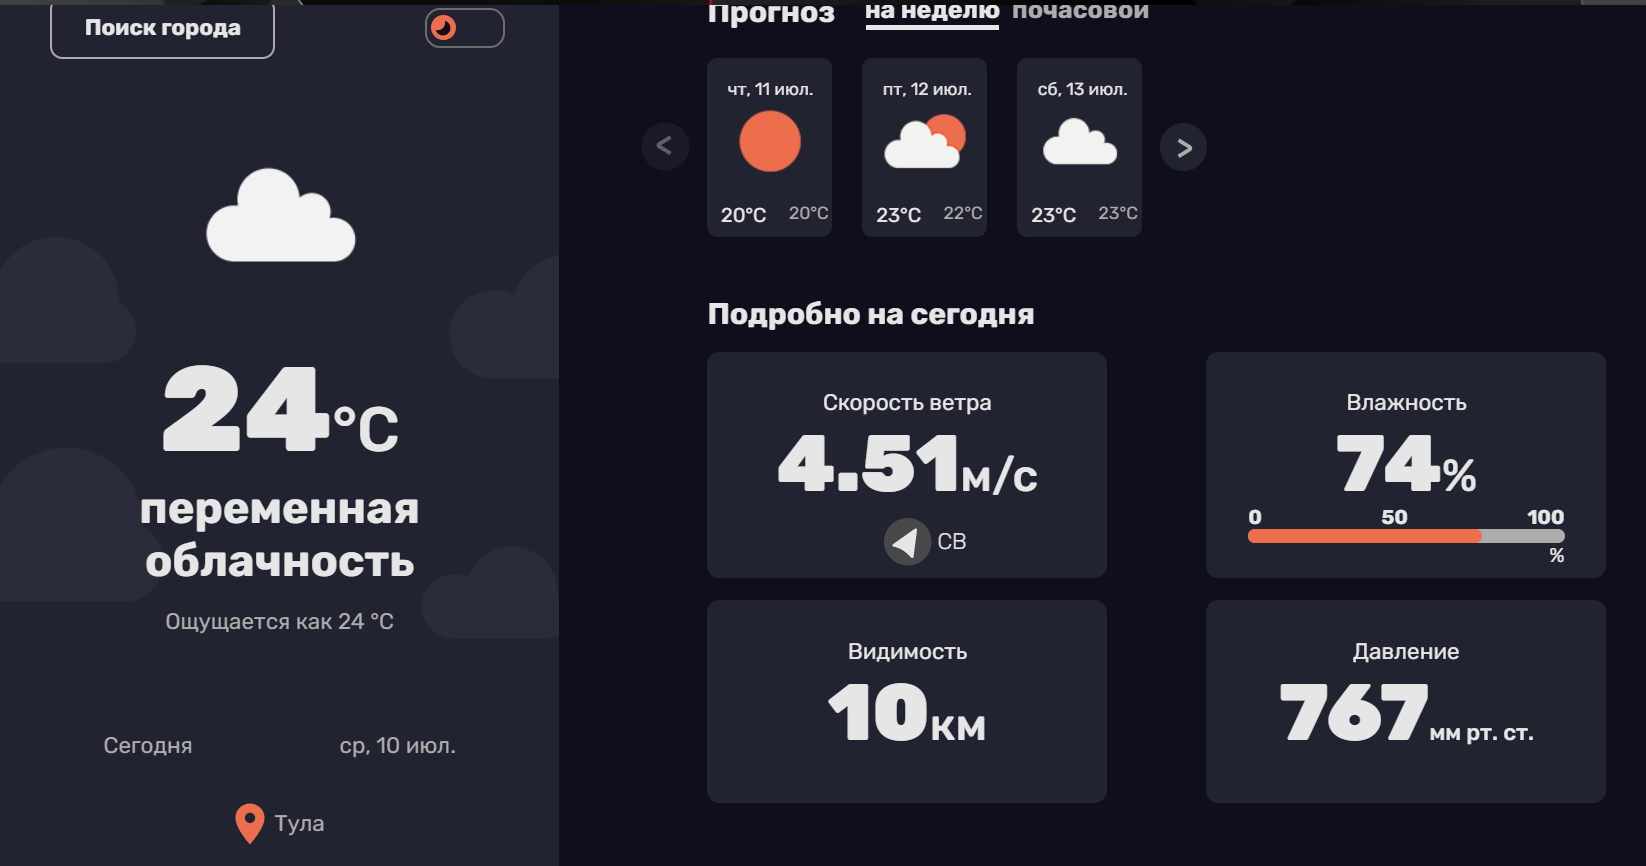 Поиск города
24°C
переменная
облачность
Ощущается как 24 °C
Сегодня
ср, 10 июл.
Тула
Прогноз
на неделю
почасовой
<
чт, 11 июл.
20°C
20°C
пт, 12 июл.
23°C
22°C
сб, 13 июл.
23°C
23°C
>
Подробно на сегодня
Скорость ветра
4.51м/с
СВ
Влажность
74%
0 50 100
%
Видимость
10км
Давление
767мм рт. ст.